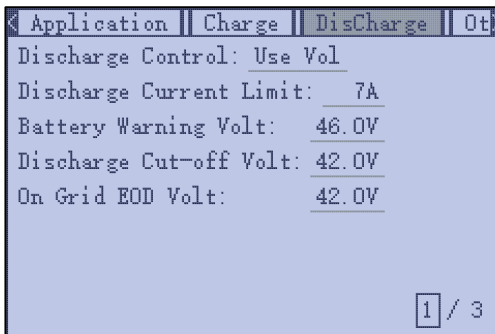 Application Charge DisCharge Ot
Discharge Control: Use Vol
Discharge Current Limit: 7A
Battery Warning Volt: 46.0V
Discharge Cut-off Volt: 42.0V
On Grid EOD Volt: 42.0V
1 / 3